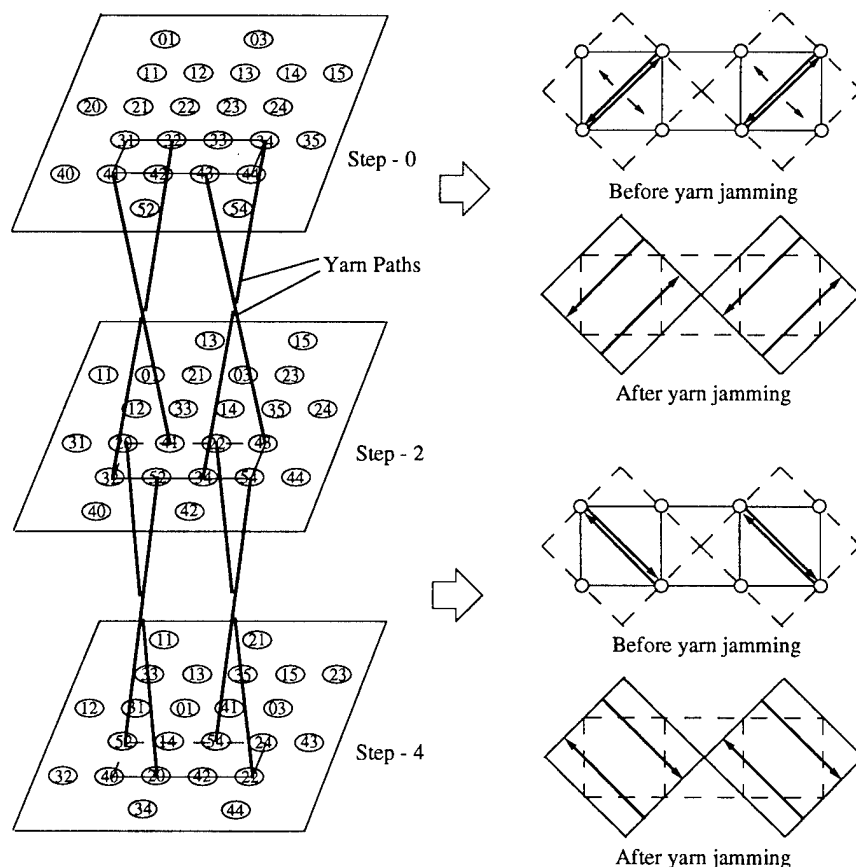 01 03
11 12 13 14 15
20 21 22 23 24
31 33 34 35
Step - 0
40 41 42 43 44
52 54
Before yarn jamming
Yarn Paths
After yarn jamming
13 15
11 01 21 03 23
12 33 14 35 24
31 20 41 43
Step - 2
52 34 54 44
40 42
Before yarn jamming
11 21
33 13 35 15 23
12 31 01 41 03
52 14 54 24 43
Step - 4
32 40 20 42 22
34 44
After yarn jamming